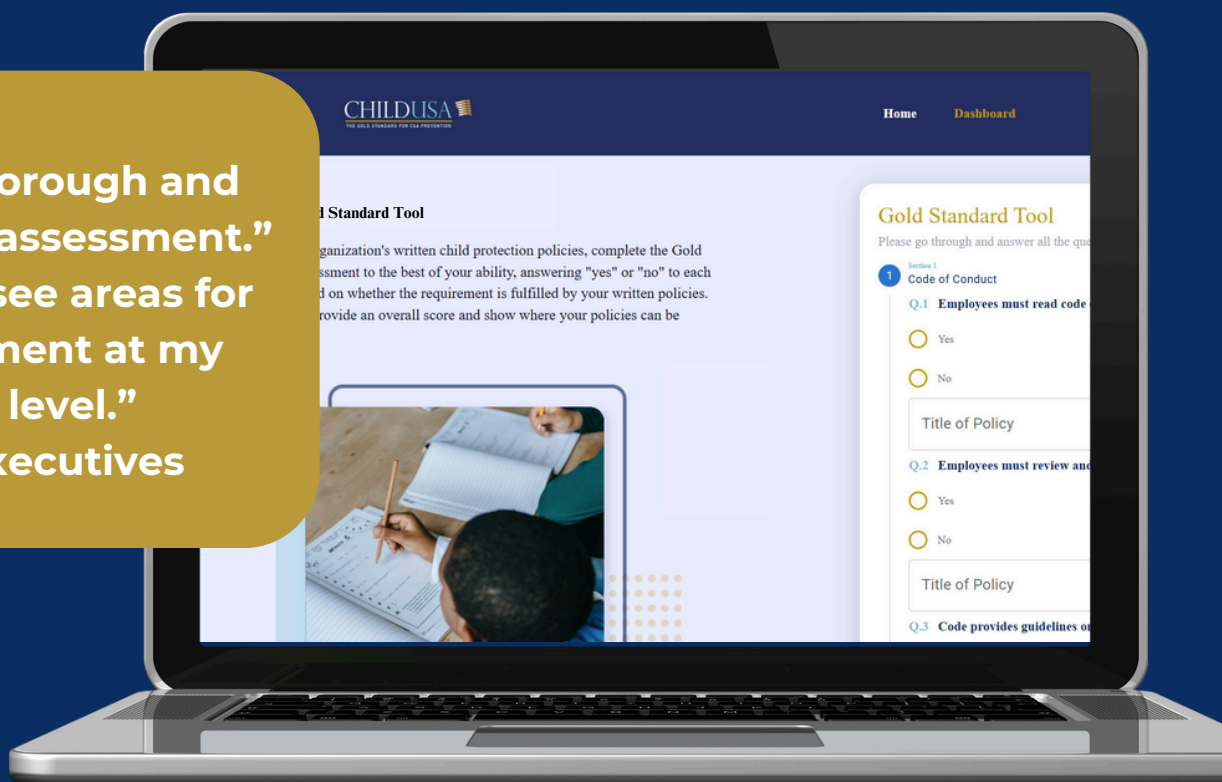 orough and
assessment.”
see areas for
ment at my
level.”
xecutives
CHILDUSA
THE GOLD STANDARD FOR CSA PREVENTION
Home Dashboard
d Standard Tool
ganization's written child protection policies, complete the Gold
ssment to the best of your ability, answering "yes" or "no" to each
d on whether the requirement is fulfilled by your written policies.
rovide an overall score and show where your policies can be
Gold Standard Tool
Please go through and answer all the que
Section 1
1 Code of Conduct
Q.1 Employees must read code
Yes
No
Title of Policy
Q.2 Employees must review and
Yes
No
Title of Policy
Q.3 Code provides guidelines on